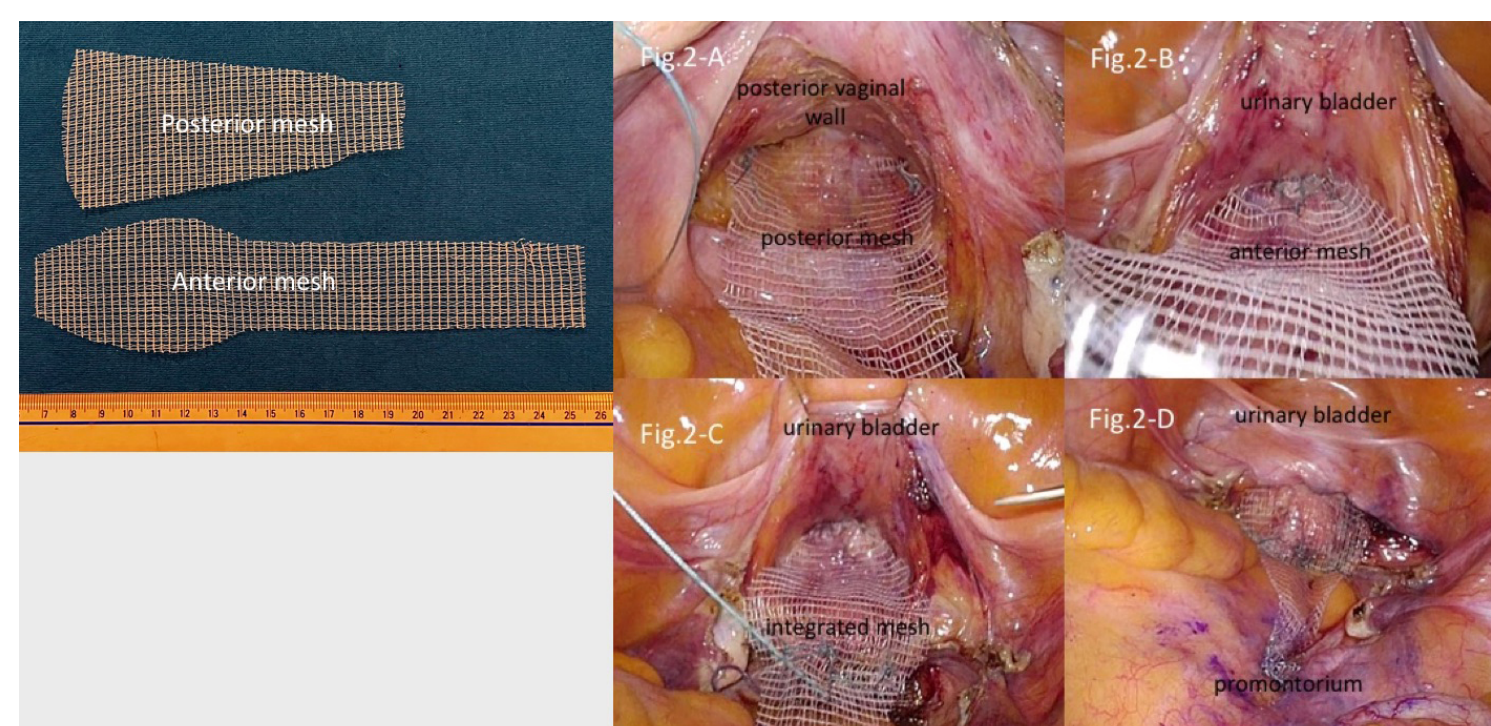 Posterior mesh
Anterior mesh
7 8 9 10 11 12 13 14 15 16 17 18 19 20 21 22 23 24 25 26
Fig.2-A
posterior vaginal
wall
posterior mesh
Fig.2-B
urinary bladder
anterior mesh
Fig.2-C
urinary bladder
integrated mesh
Fig.2-D
urinary bladder
promontorium